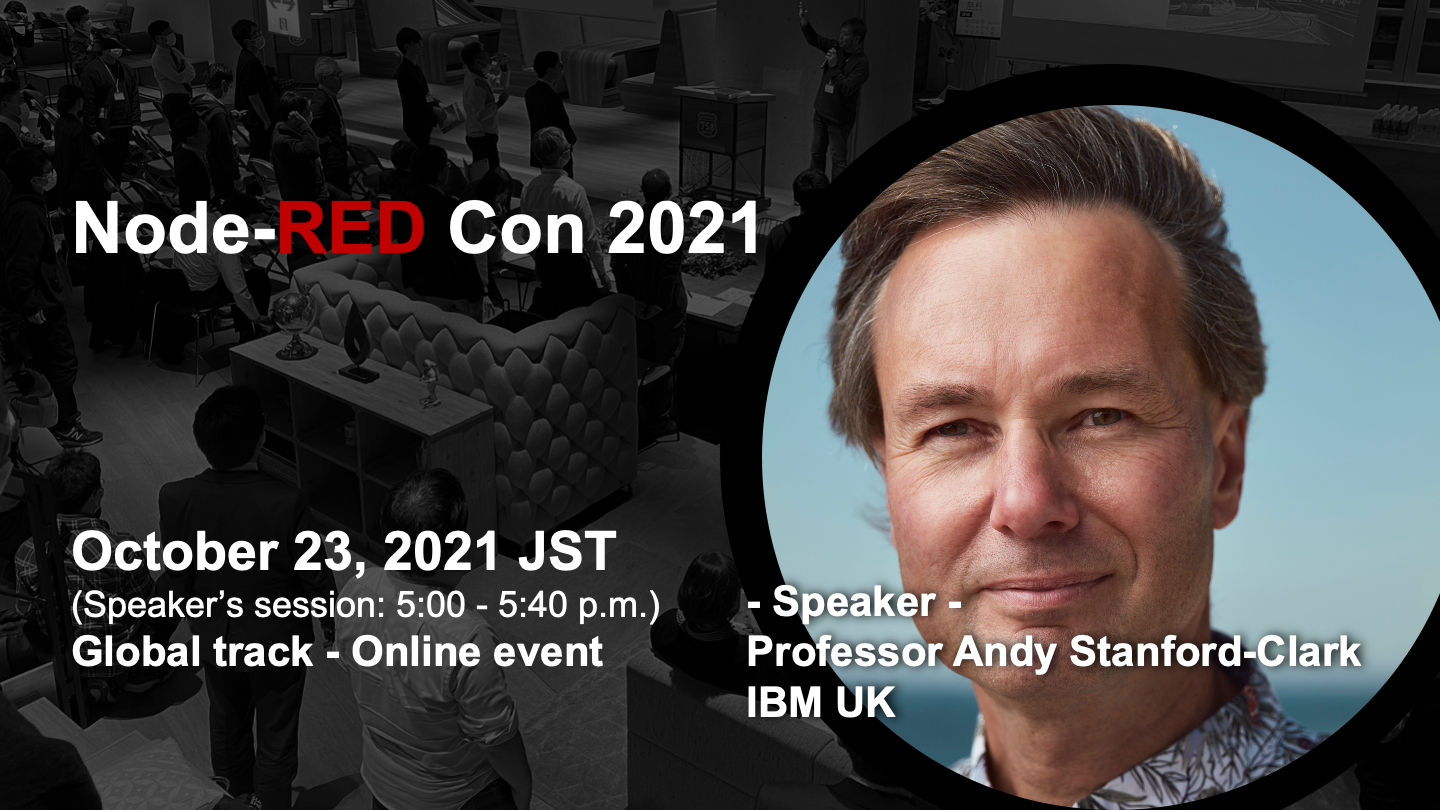 Node-RED Con 2021
October 23, 2021 JST
(Speaker’s session: 5:00 - 5:40 p.m.)
Global track - Online event
- Speaker -
Professor Andy Stanford-Clark
IBM UK